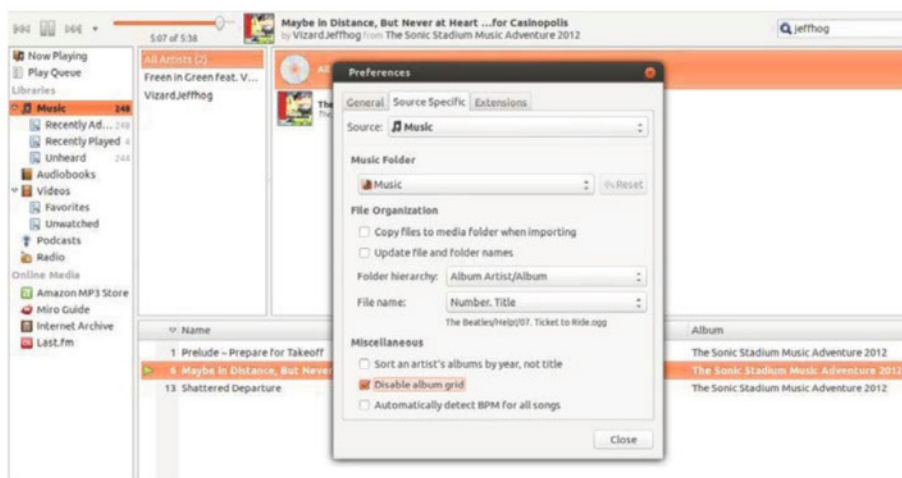 Maybe in Distance, But Never at Heart ...for Casinopolis
5:07 of 5:38
by VizardJeffhog from The Sonic Stadium Music Adventure 2012
jeffhog
Now Playing
Play Queue
Libraries
Music 248
Recently Ad... 248
Recently Played 4
Unheard 244
Audiobooks
Videos
Favorites
Unwatched
Podcasts
Radio
Online Media
Amazon MP3 Store
Miro Guide
Internet Archive
Last.fm
All Artists (2)
Freen in Green feat. V...
VizardJeffhog
The
Preferences
General Source Specific Extensions
Source: Music
Music Folder
Music Reset
File Organization
Copy files to media folder when importing
Update file and folder names
Folder hierarchy: Album Artist/Album
File name: Number. Title
The Beatles/Help!/07. Ticket to Ride.ogg
Miscellaneous
Sort an artist's albums by year, not title
Disable album grid
Automatically detect BPM for all songs
Close
Name Album
1 Prelude – Prepare for Takeoff The Sonic Stadium Music Adventure 2012
6 Maybe in Distance, But Never The Sonic Stadium Music Adventure 2012
13 Shattered Departure The Sonic Stadium Music Adventure 2012